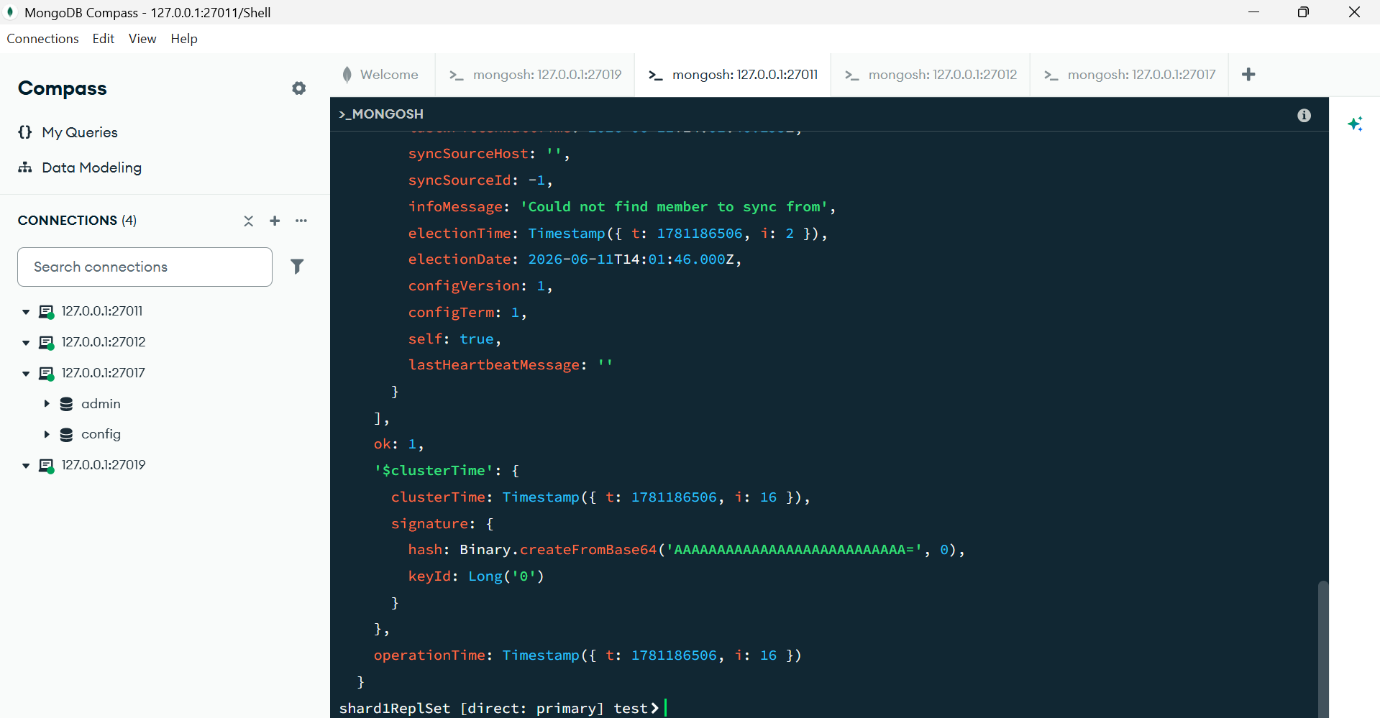 MongoDB Compass - 127.0.0.1:27011/Shell
Connections Edit View Help
Compass
My Queries
Data Modeling
CONNECTIONS (4)
Search connections
127.0.0.1:27011
127.0.0.1:27012
127.0.0.1:27017
admin
config
127.0.0.1:27019
Welcome
>_ mongosh: 127.0.0.1:27019
>_ mongosh: 127.0.0.1:27011
>_ mongosh: 127.0.0.1:27012
>_ mongosh: 127.0.0.1:27017
>_MONGOSH
syncSourceHost: '',
syncSourceId: -1,
infoMessage: 'Could not find member to sync from',
electionTime: Timestamp({ t: 1781186506, i: 2 }),
electionDate: 2026-06-11T14:01:46.000Z,
configVersion: 1,
configTerm: 1,
self: true,
lastHeartbeatMessage: ''
}
],
ok: 1,
'$clusterTime': {
clusterTime: Timestamp({ t: 1781186506, i: 16 }),
signature: {
hash: Binary.createFromBase64('AAAAAAAAAAAAAAAAAAAAAAAAAAA=', 0),
keyId: Long('0')
}
},
operationTime: Timestamp({ t: 1781186506, i: 16 })
}
shard1ReplSet [direct: primary] test>